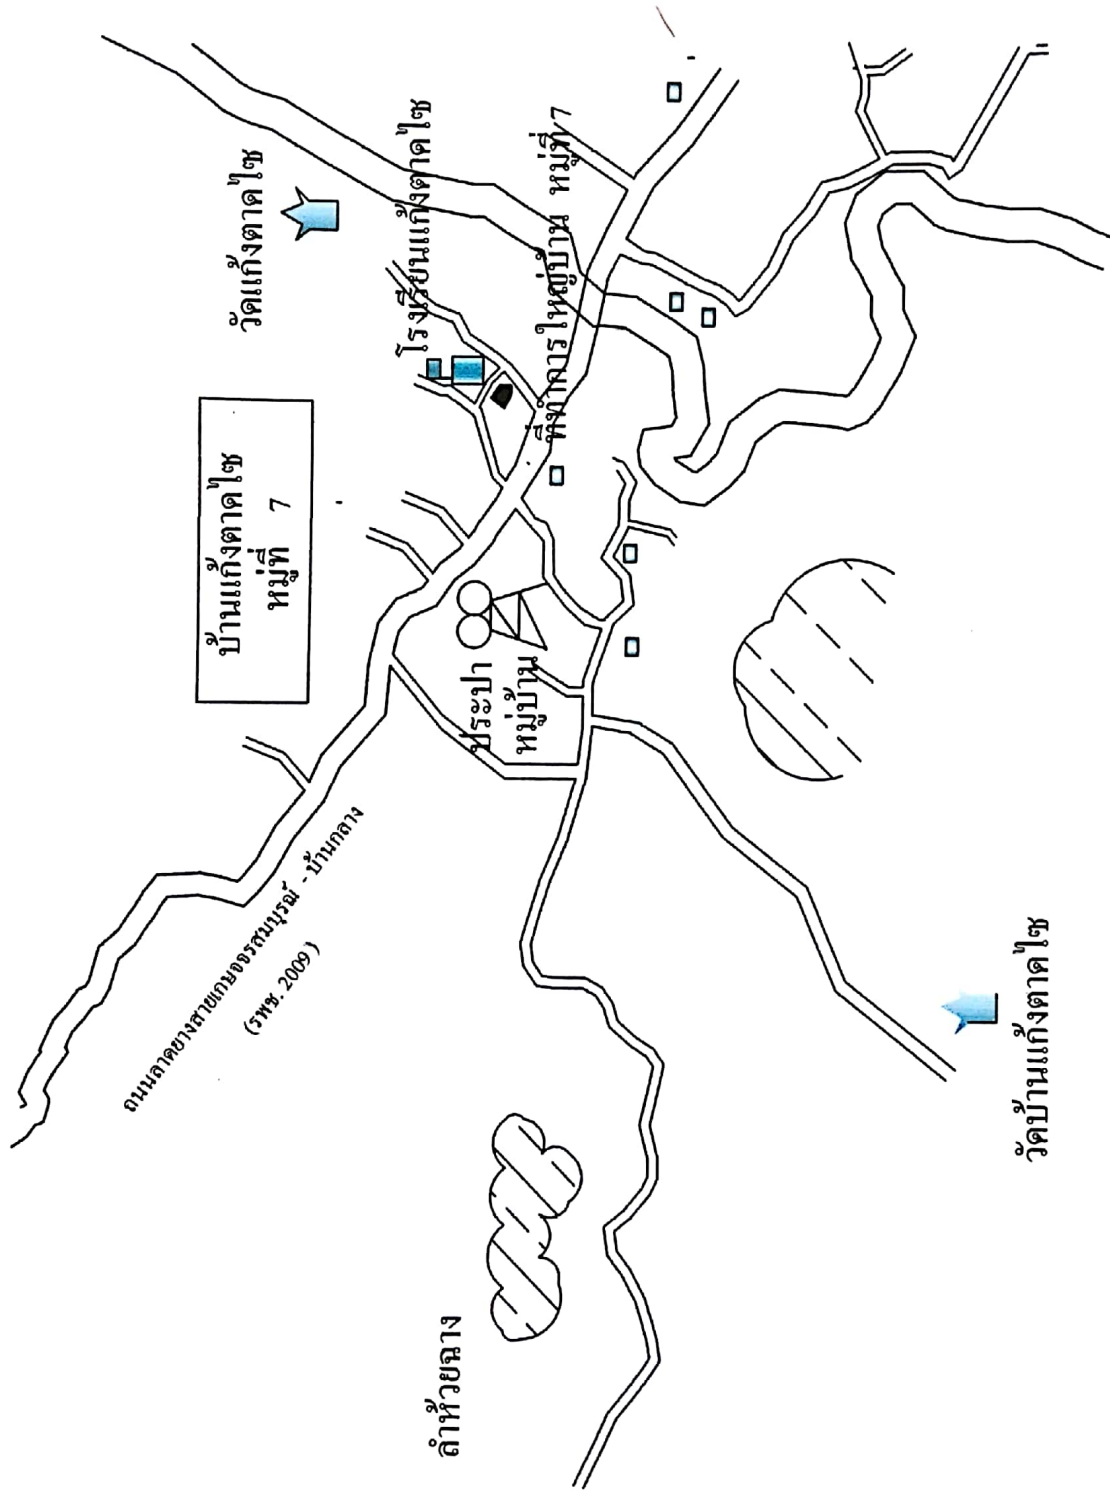 บ้านแก้งตาดไซ
หมู่ที่ 7
วัดแก้งตาดไซ
โรงเรียนแก้งตาดไซ
ที่ทำการใหญ่บ้าน หมู่ที่ 7
ประปา
หมู่บ้าน
ถนนลาดยางสายเกษจรสมบูรณ์ - บ้านกลาง
(รพช. 2009)
ลำห้วยฉาง
วัดบ้านแก้งตาดไซ